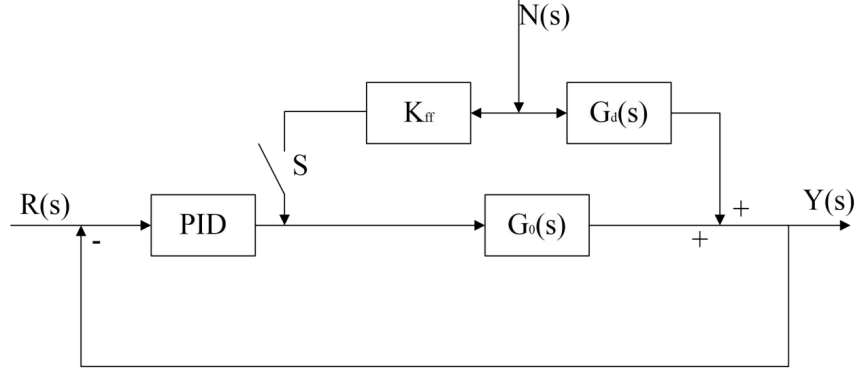 N(s)
Kff
Gd(s)
S
R(s)
PID
G0(s)
+
Y(s)
-
+